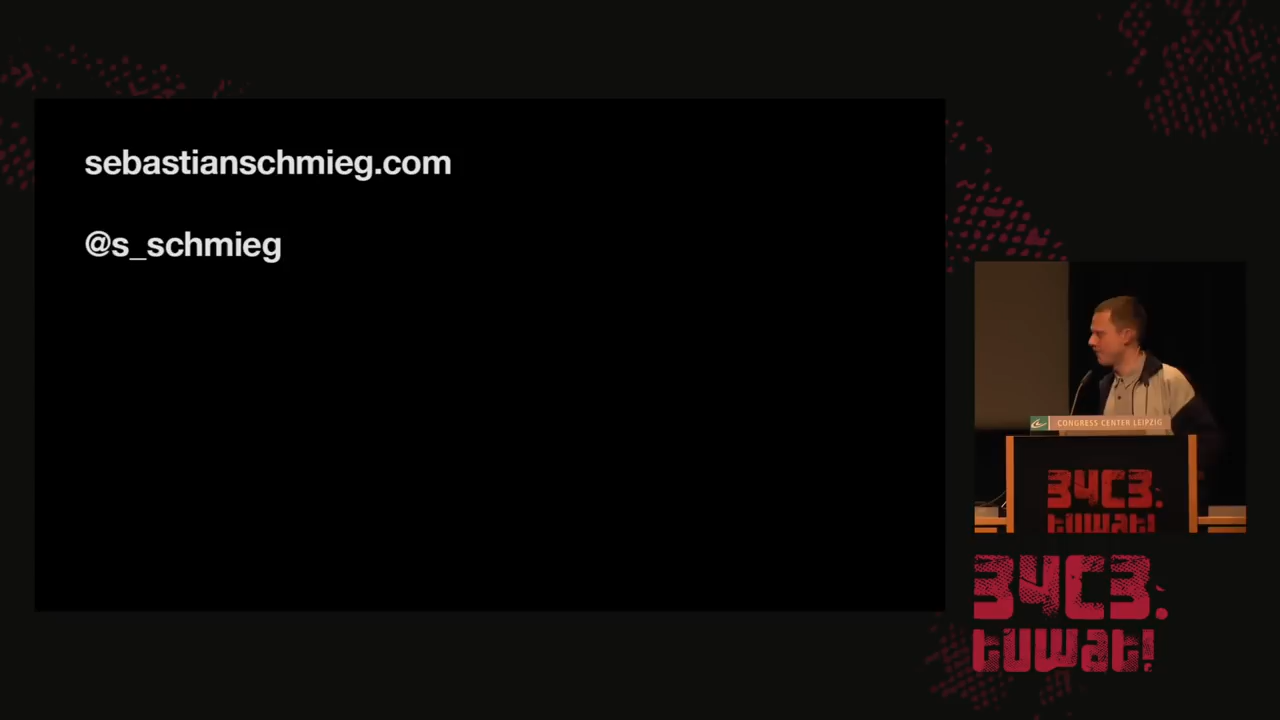 sebastianschmieg.com
@s_schmieg
CONGRESS CENTER LEIPZIG
34C3.
tuwat!
34C3.
tuwat!